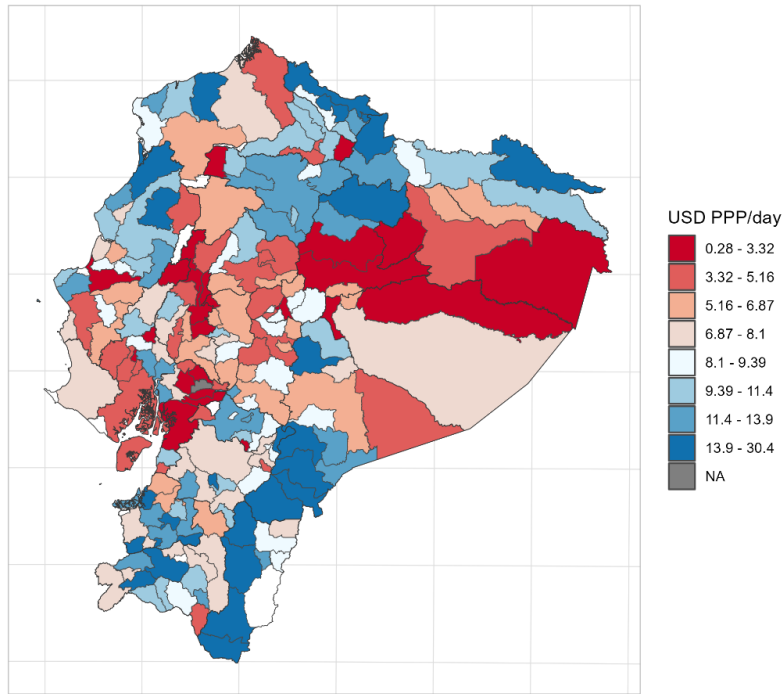 USD PPP/day
0.28 - 3.32
3.32 - 5.16
5.16 - 6.87
6.87 - 8.1
8.1 - 9.39
9.39 - 11.4
11.4 - 13.9
13.9 - 30.4
NA